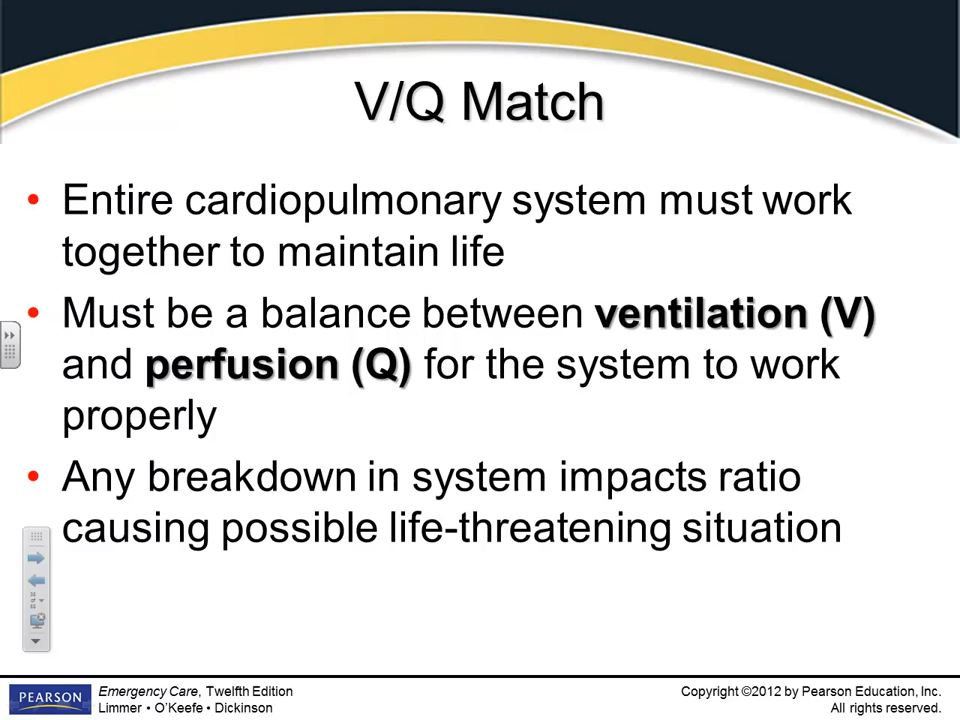 V/Q Match
• Entire cardiopulmonary system must work
together to maintain life
• Must be a balance between ventilation (V)
and perfusion (Q) for the system to work
properly
• Any breakdown in system impacts ratio
causing possible life-threatening situation
PEARSON
Emergency Care, Twelfth Edition
Limmer • O’Keefe • Dickinson
Copyright ©2012 by Pearson Education, Inc.
All rights reserved.